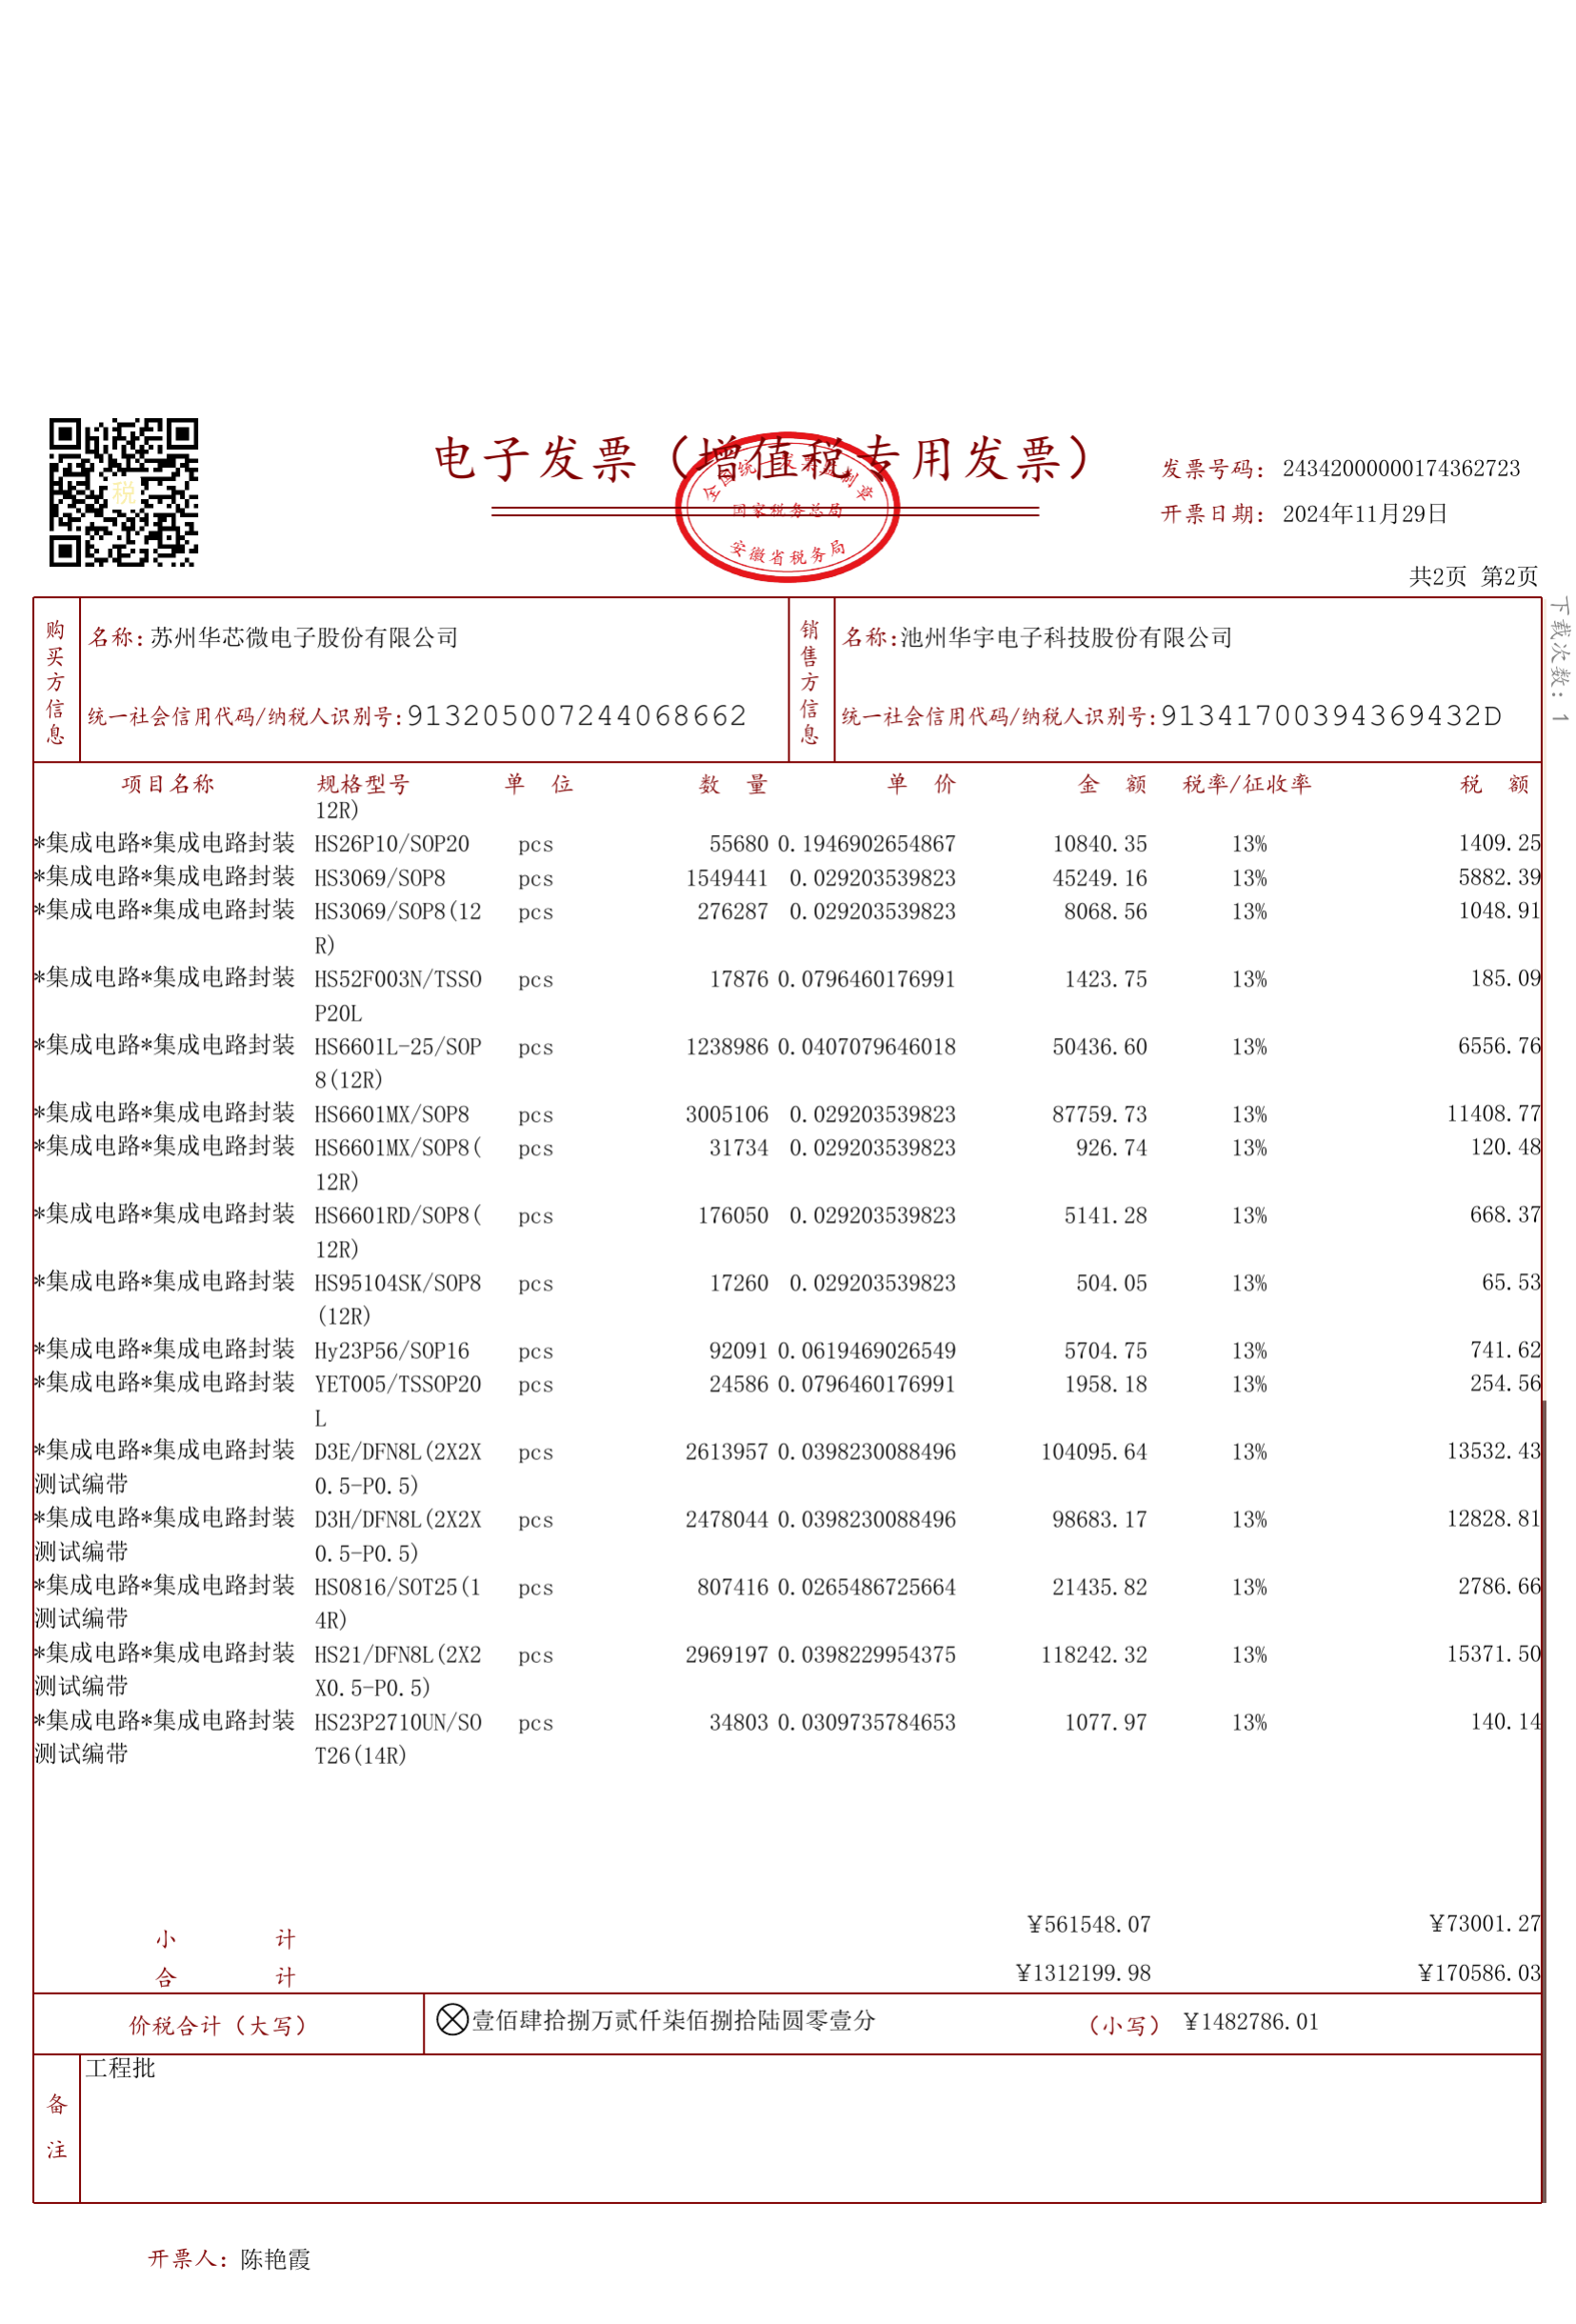 电子发票（增值税专用发票）
全国统一发票监制章
国家税务总局
安徽省税务局
税
发票号码： 24342000000174362723
开票日期： 2024年11月29日
共2页 第2页
下载次数：1
购买方信息
名称：苏州华芯微电子股份有限公司
统一社会信用代码/纳税人识别号：913205007244068662
销售方信息
名称：池州华宇电子科技股份有限公司
统一社会信用代码/纳税人识别号：91341700394369432D
项目名称 规格型号 单 位 数 量 单 价 金 额 税率/征收率 税 额
12R)
*集成电路*集成电路封装 HS26P10/SOP20 pcs 55680 0.1946902654867 10840.35 13% 1409.25
*集成电路*集成电路封装 HS3069/SOP8 pcs 1549441 0.029203539823 45249.16 13% 5882.39
*集成电路*集成电路封装 HS3069/SOP8(12 pcs 276287 0.029203539823 8068.56 13% 1048.91
R)
*集成电路*集成电路封装 HS52F003N/TSSO pcs 17876 0.0796460176991 1423.75 13% 185.09
P20L
*集成电路*集成电路封装 HS6601L-25/SOP pcs 1238986 0.0407079646018 50436.60 13% 6556.76
8(12R)
*集成电路*集成电路封装 HS6601MX/SOP8 pcs 3005106 0.029203539823 87759.73 13% 11408.77
*集成电路*集成电路封装 HS6601MX/SOP8( pcs 31734 0.029203539823 926.74 13% 120.48
12R)
*集成电路*集成电路封装 HS6601RD/SOP8( pcs 176050 0.029203539823 5141.28 13% 668.37
12R)
*集成电路*集成电路封装 HS95104SK/SOP8 pcs 17260 0.029203539823 504.05 13% 65.53
(12R)
*集成电路*集成电路封装 Hy23P56/SOP16 pcs 92091 0.0619469026549 5704.75 13% 741.62
*集成电路*集成电路封装 YET005/TSSOP20 pcs 24586 0.0796460176991 1958.18 13% 254.56
L
*集成电路*集成电路封装 D3E/DFN8L(2X2X pcs 2613957 0.0398230088496 104095.64 13% 13532.43
测试编带 0.5-P0.5)
*集成电路*集成电路封装 D3H/DFN8L(2X2X pcs 2478044 0.0398230088496 98683.17 13% 12828.81
测试编带 0.5-P0.5)
*集成电路*集成电路封装 HS0816/SOT25(1 pcs 807416 0.0265486725664 21435.82 13% 2786.66
测试编带 4R)
*集成电路*集成电路封装 HS21/DFN8L(2X2 pcs 2969197 0.0398229954375 118242.32 13% 15371.50
测试编带 X0.5-P0.5)
*集成电路*集成电路封装 HS23P2710UN/SO pcs 34803 0.0309735784653 1077.97 13% 140.14
测试编带 T26(14R)
小 计 ¥561548.07 ¥73001.27
合 计 ¥1312199.98 ¥170586.03
价税合计（大写） 壹佰肆拾捌万贰仟柒佰捌拾陆圆零壹分 （小写） ¥1482786.01
备注
工程批
开票人：陈艳霞